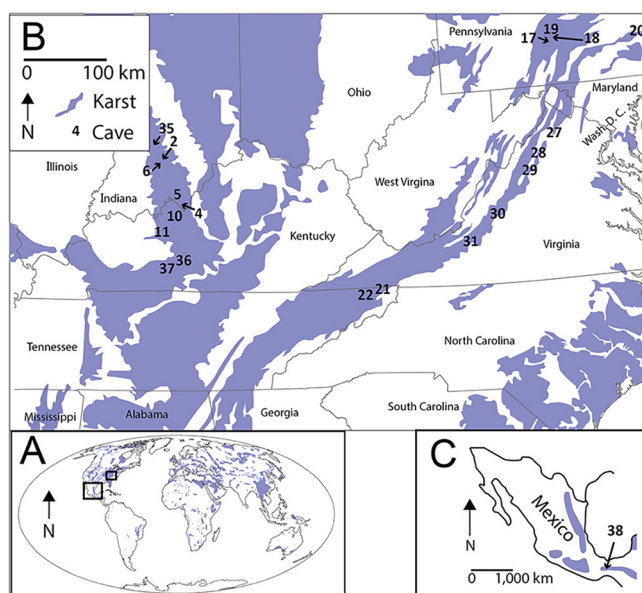 B
0 100 km
N
Karst
4 Cave
Pennsylvania
17
19
18
20
Ohio
Maryland
Wash D. C.
35
2
6
Illinois
Indiana
5
4
10
11
West Virgina
27
28
29
30
31
Kentucky
Virginia
36
37
21
22
Tennessee
North Carolina
Mississippi
Alabama
Georgia
South Carolina
A
N
C
N
Mexico
38
0 1,000 km